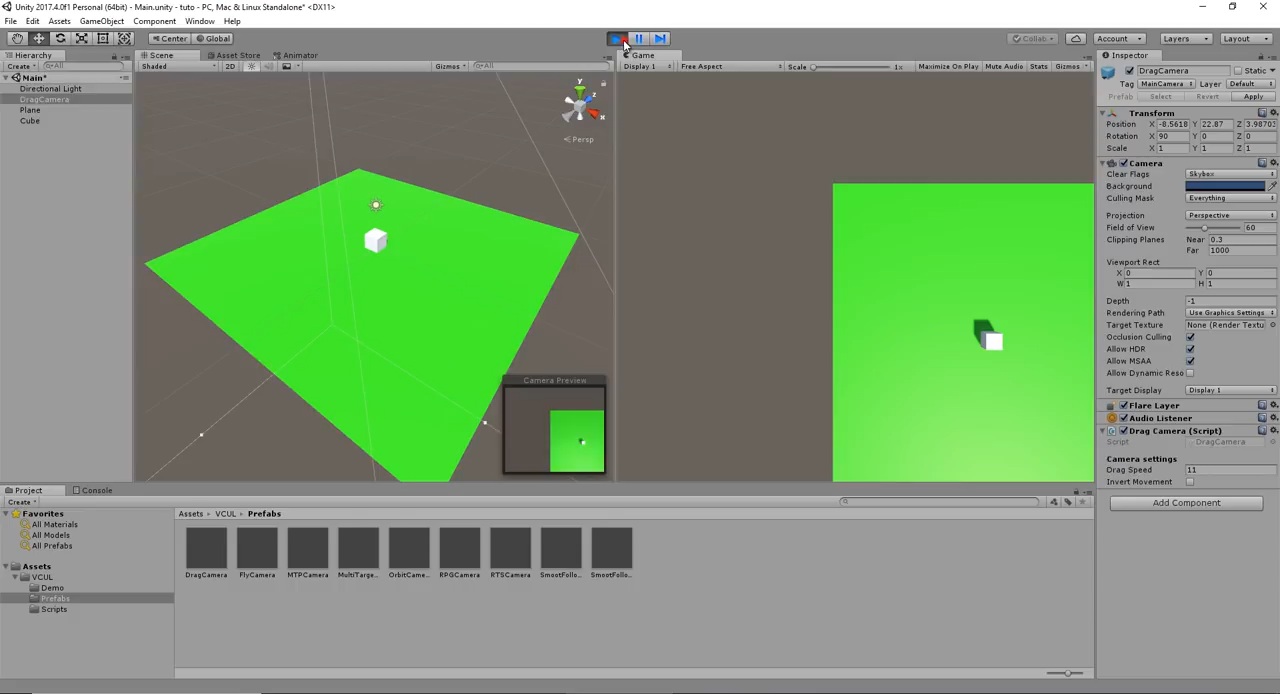 Unity 2017.4.0f1 Personal (64bit) - Main.unity - tuto - PC, Mac & Linux Standalone* <DX11>
File Edit Assets GameObject Component Window Help
Center Global Collab Account Layers Layout
Hierarchy Scene Asset Store Animator Game Inspector
Create All Shaded 2D Gizmos All Display 1 Free Aspect Scale 1x Maximize On Play Mute Audio Stats Gizmos
DragCamera Static
Tag MainCamera Layer Default
Prefab Select Revert Apply
Main*
Directional Light
DragCamera
Plane
Cube
y
z
x
Persp
Camera Preview
Transform
Position X -8.5618 Y 22.87 Z 3.98703
Rotation X 90 Y 0 Z 0
Scale X 1 Y 1 Z 1
Camera
Clear Flags Skybox
Background
Culling Mask Everything
Projection Perspective
Field of View 60
Clipping Planes Near 0.3
Far 1000
Viewport Rect
X 0 Y 0
W 1 H 1
Depth -1
Rendering Path Use Graphics Settings
Target Texture None (Render Textu
Occlusion Culling
Allow HDR
Allow MSAA
Allow Dynamic Reso
Target Display Display 1
Flare Layer
Audio Listener
Drag Camera (Script)
Script DragCamera
Camera settings
Drag Speed 11
Invert Movement
Add Component
Project Console
Create
Favorites
All Materials
All Models
All Prefabs
Assets
VCUL
Demo
Prefabs
Scripts
Assets VCUL Prefabs
DragCamera FlyCamera MTPCamera MultiTarge... OrbitCame... RPGCamera RTSCamera SmootFollo... SmootFollo...